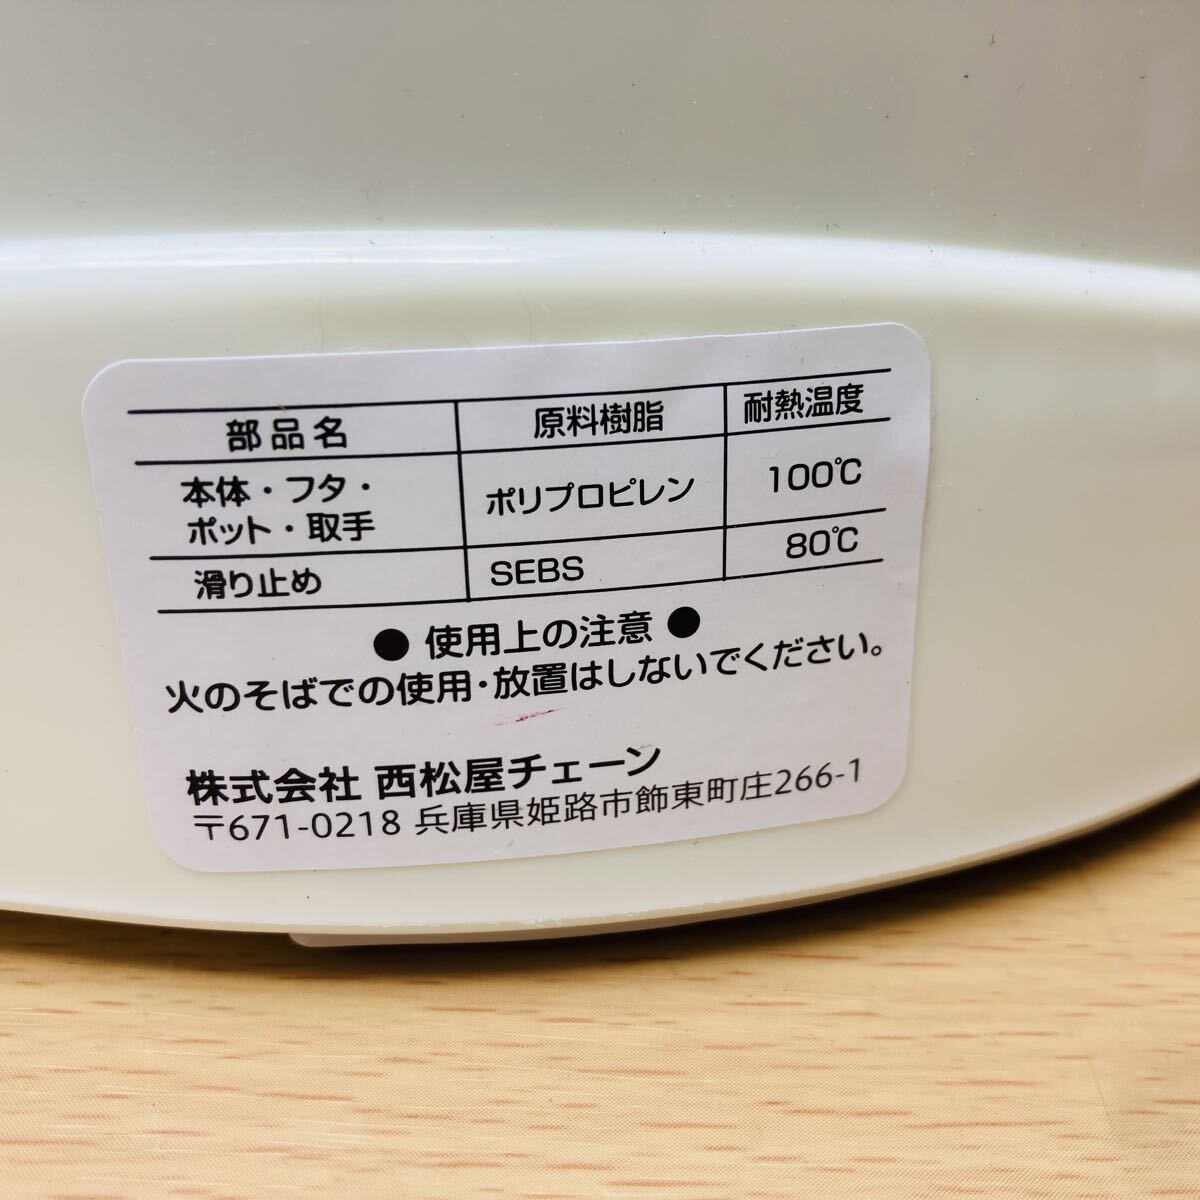 部品名 原料樹脂 耐熱温度
本体・フタ・ ポリプロピレン 100℃
ポット・取手
滑り止め SEBS 80℃
● 使用上の注意 ●
火のそばでの使用・放置はしないでください。
株式会社 西松屋チェーン
〒671-0218 兵庫県姫路市飾東町庄266-1